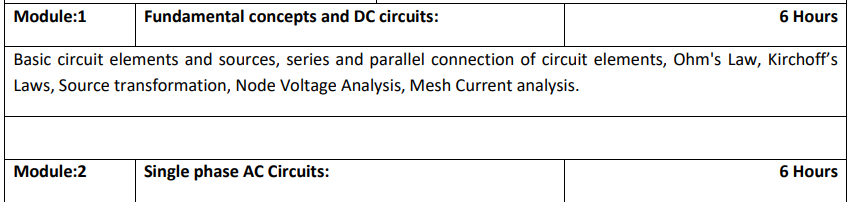 Module:1 Fundamental concepts and DC circuits: 6 Hours
Basic circuit elements and sources, series and parallel connection of circuit elements, Ohm's Law, Kirchoff’s
Laws, Source transformation, Node Voltage Analysis, Mesh Current analysis.
Module:2 Single phase AC Circuits: 6 Hours